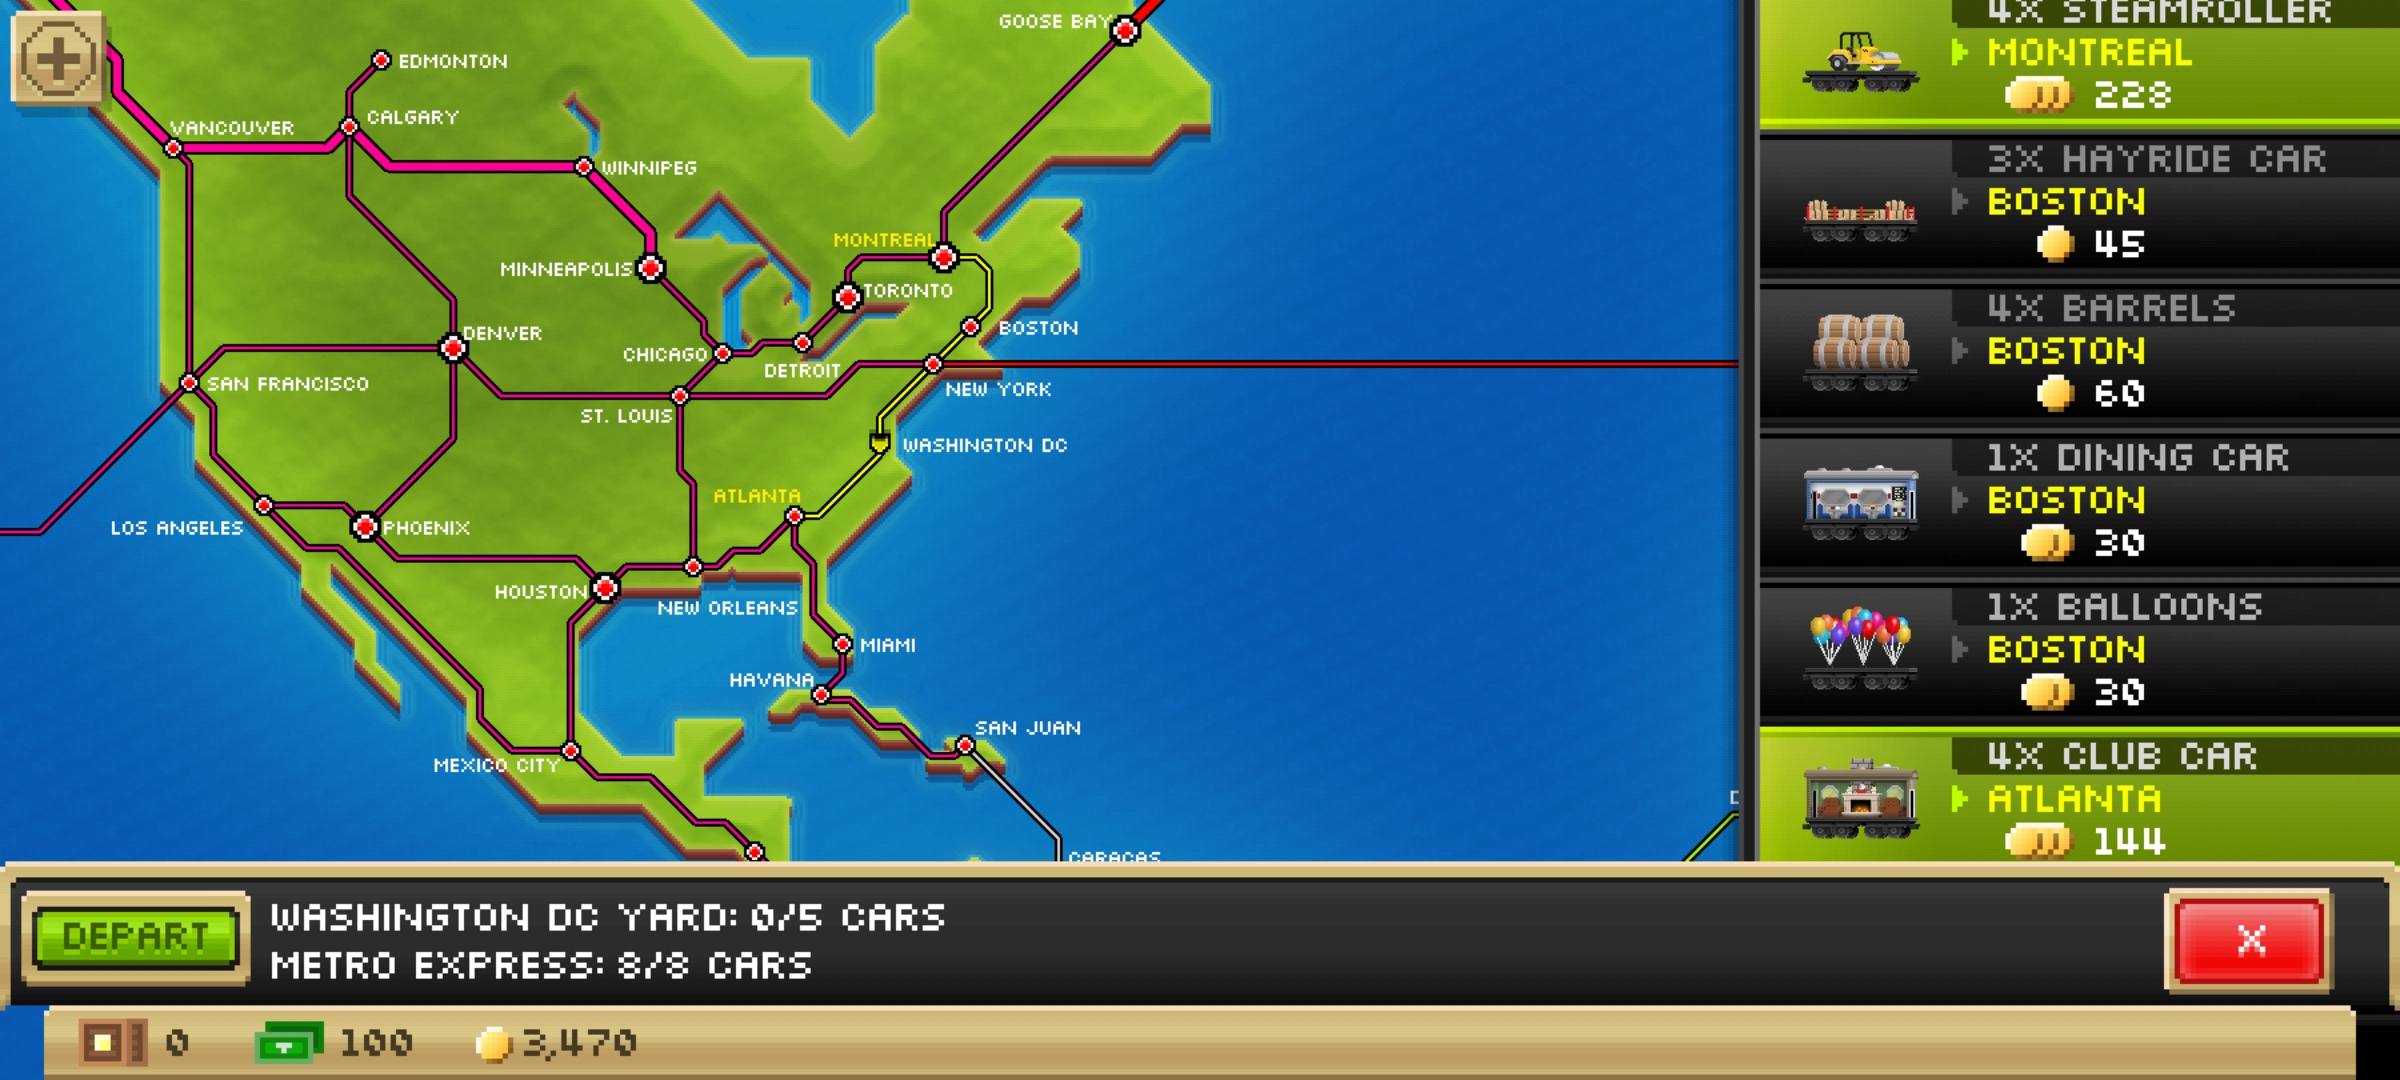 GOOSE BAY
EDMONTON
CALGARY
VANCOUVER
WINNIPEG
MONTREAL
MINNEAPOLIS
TORONTO
BOSTON
DENVER
CHICAGO
DETROIT
SAN FRANCISCO
NEW YORK
ST. LOUIS
WASHINGTON DC
ATLANTA
LOS ANGELES
PHOENIX
HOUSTON
NEW ORLEANS
MIAMI
HAVANA
SAN JUAN
MEXICO CITY
CARACAS
4X STEAMROLLER
MONTREAL
228
3X HAYRIDE CAR
BOSTON
45
4X BARRELS
BOSTON
60
1X DINING CAR
BOSTON
30
1X BALLOONS
BOSTON
30
4X CLUB CAR
ATLANTA
144
DEPART
WASHINGTON DC YARD: 0/5 CARS
METRO EXPRESS: 8/8 CARS
X
0
100
3,470